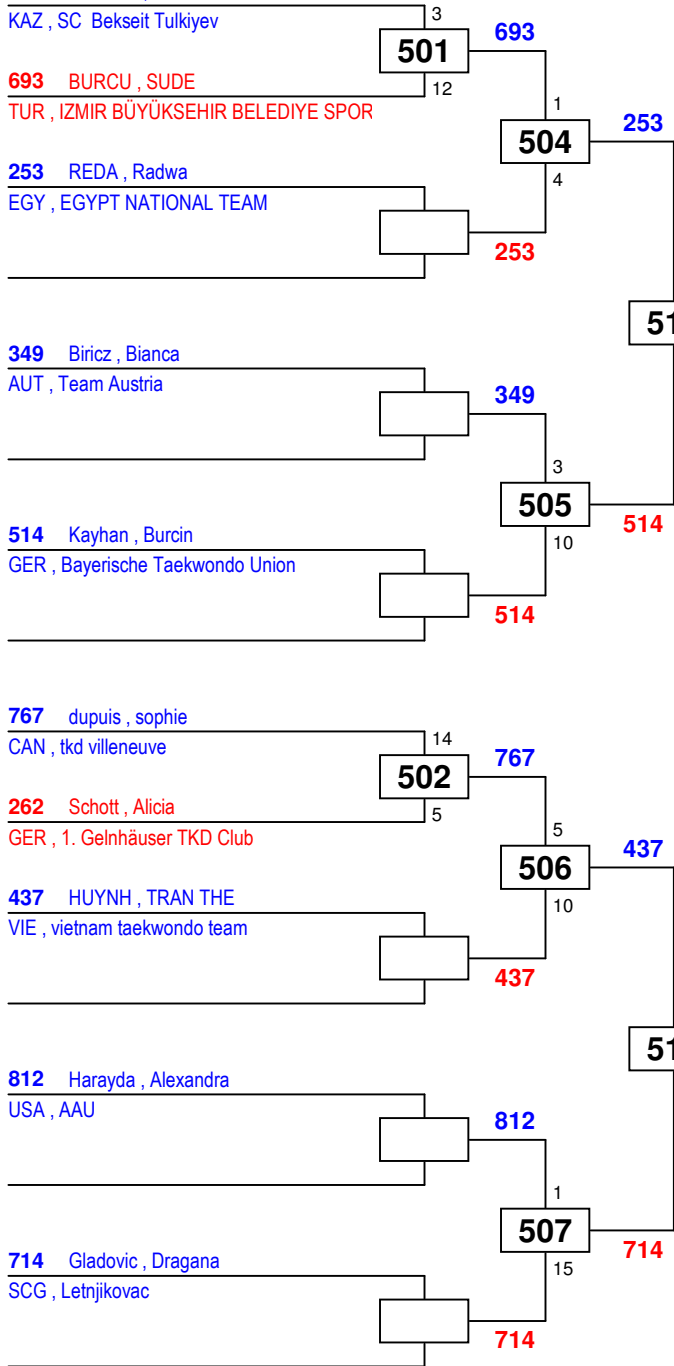 KAZ , SC Bekseit Tulkiyev
3
501
693
693 BURCU , SUDE
12
TUR , IZMIR BÜYÜKSEHIR BELEDIYE SPOR
1
504
253
4
253 REDA , Radwa
EGY , EGYPT NATIONAL TEAM
253
349 Biricz , Bianca
AUT , Team Austria
349
3
505
514
10
514 Kayhan , Burcin
GER , Bayerische Taekwondo Union
514
767 dupuis , sophie
CAN , tkd villeneuve
14
502
767
262 Schott , Alicia
5
GER , 1. Gelnhäuser TKD Club
5
506
437
10
437 HUYNH , TRAN THE
VIE , vietnam taekwondo team
437
812 Harayda , Alexandra
USA , AAU
812
1
507
714
15
714 Gladovic , Dragana
SCG , Letnjikovac
714